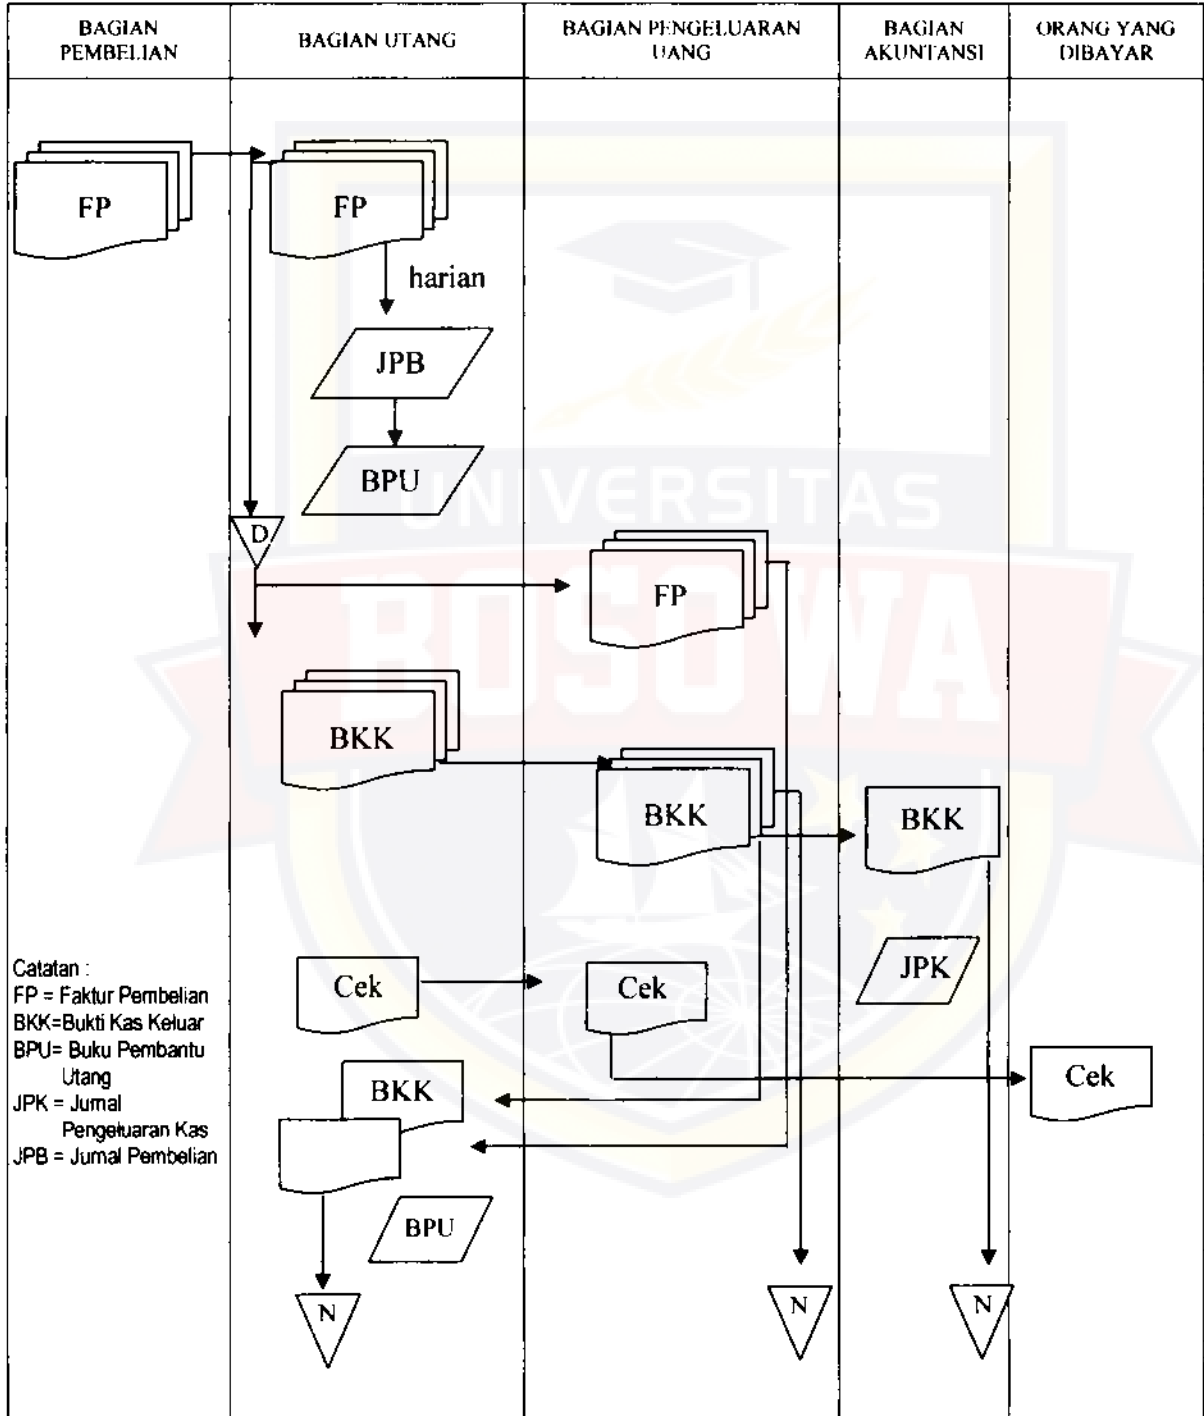 BAGIAN
PEMBELIAN
BAGIAN UTANG
BAGIAN PENGELUARAN
UANG
BAGIAN
AKUNTANSI
ORANG YANG
DIBAYAR
FP
FP
harian
JPB
BPU
UNIVERSITAS
D
FP
BOSOWA
BKK
BKK
BKK
Cek
Cek
JPK
Catatan :
FP = Faktur Pembelian
BKK=Bukti Kas Keluar
BPU= Buku Pembantu
Utang
JPK = Jurnal
Pengeluaran Kas
JPB = Jurnal Pembelian
BKK
Cek
BPU
N
N
N